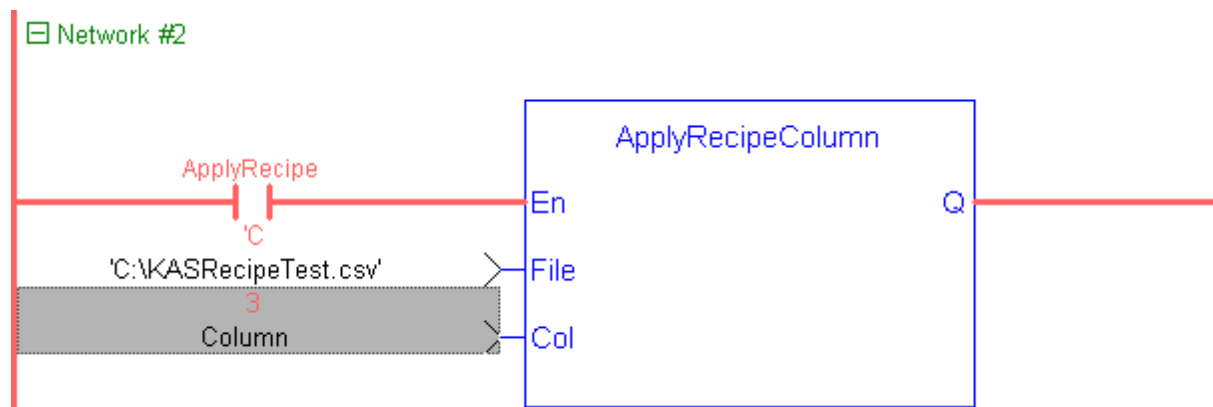 Network #2
ApplyRecipeColumn
ApplyRecipe
En
Q
'C
'C:\KASRecipeTest.csv'
File
3
Column
Col